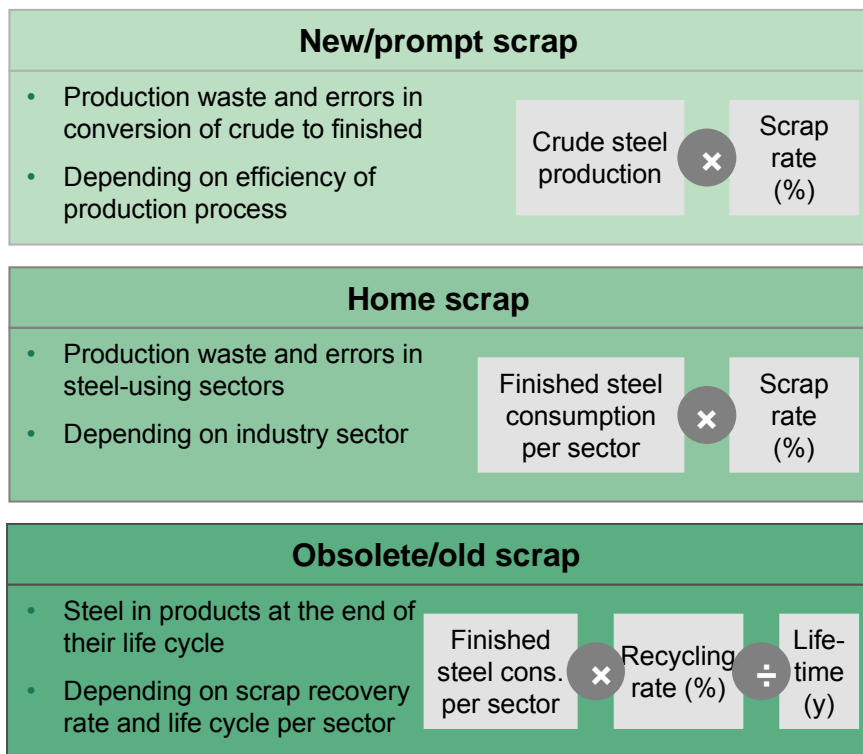 New/prompt scrap
• Production waste and errors in
conversion of crude to finished
• Depending on efficiency of
production process
Crude steel
production
×
Scrap
rate
(%)
Home scrap
• Production waste and errors in
steel-using sectors
• Depending on industry sector
Finished steel
consumption
per sector
×
Scrap
rate
(%)
Obsolete/old scrap
• Steel in products at the end of
their life cycle
• Depending on scrap recovery
rate and life cycle per sector
Finished
steel cons.
per sector
×
Recycling
rate (%)
÷
Life-
time
(y)